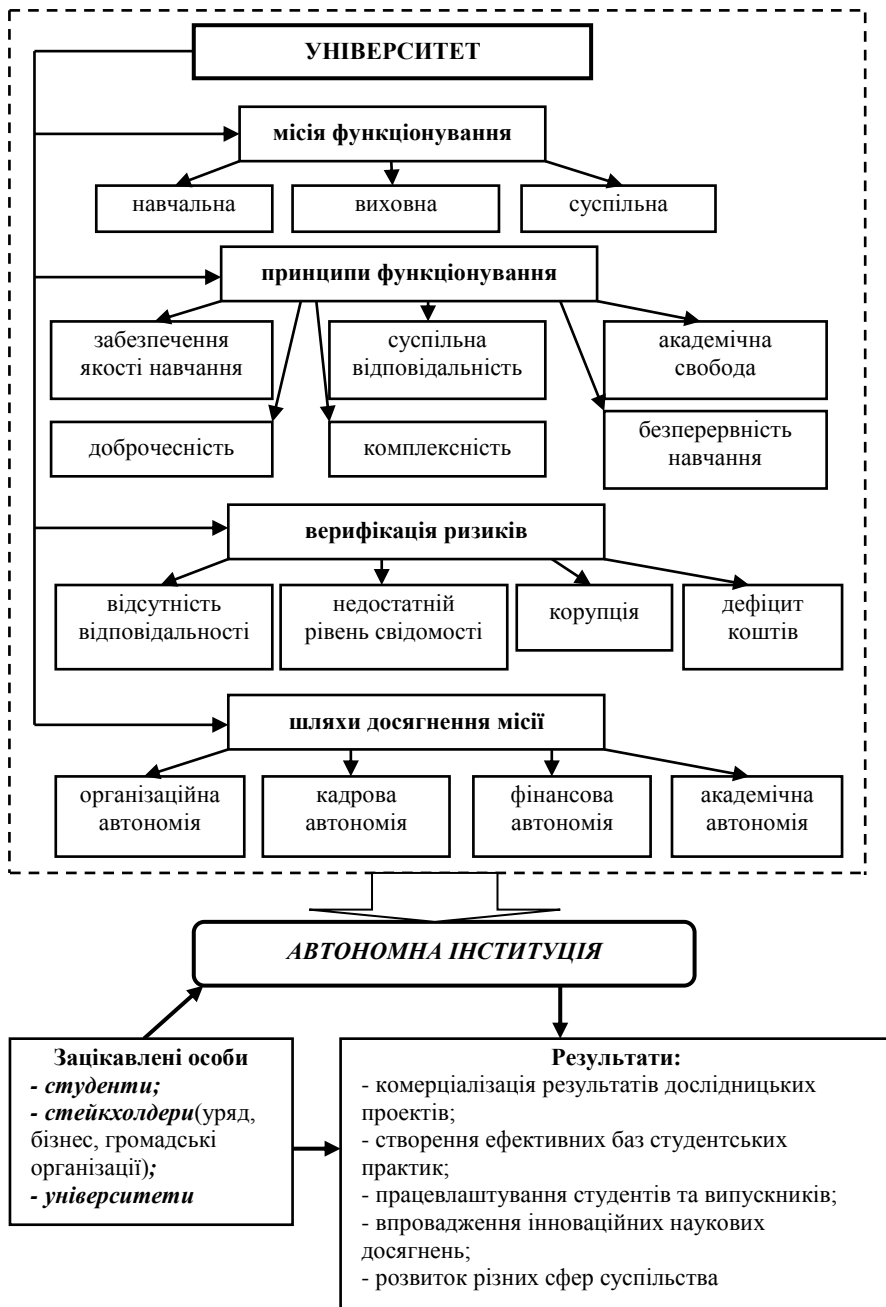 УНІВЕРСИТЕТ
місія функціонування
навчальна
виховна
суспільна
принципи функціонування
забезпечення
якості навчання
суспільна
відповідальність
академічна
свобода
доброчесність
комплексність
безперервність
навчання
верифікація ризиків
відсутність
відповідальності
недостатній
рівень свідомості
корупція
дефіцит
коштів
шляхи досягнення місії
організаційна
автономія
кадрова
автономія
фінансова
автономія
академічна
автономія
АВТОНОМНА ІНСТИТУЦІЯ
Зацікавлені особи
- студенти;
- стейкхолдери(уряд,
бізнес, громадські
організації);
- університети
Результати:
- комерціалізація результатів дослідницьких
проектів;
- створення ефективних баз студентських
практик;
- працевлаштування студентів та випускників;
- впровадження інноваційних наукових
досягнень;
- розвиток різних сфер суспільства